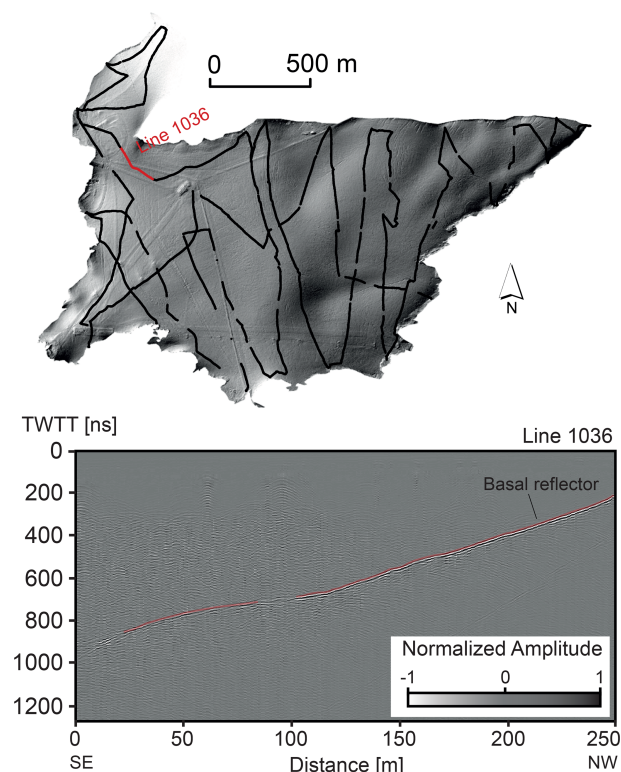 0 500 m
Line 1036
N
TWTT [ns]
Line 1036
0
200
400
600
800
1000
1200
Basal reflector
Normalized Amplitude
-1 0 1
0 50 100 150 200 250
SE Distance [m] NW